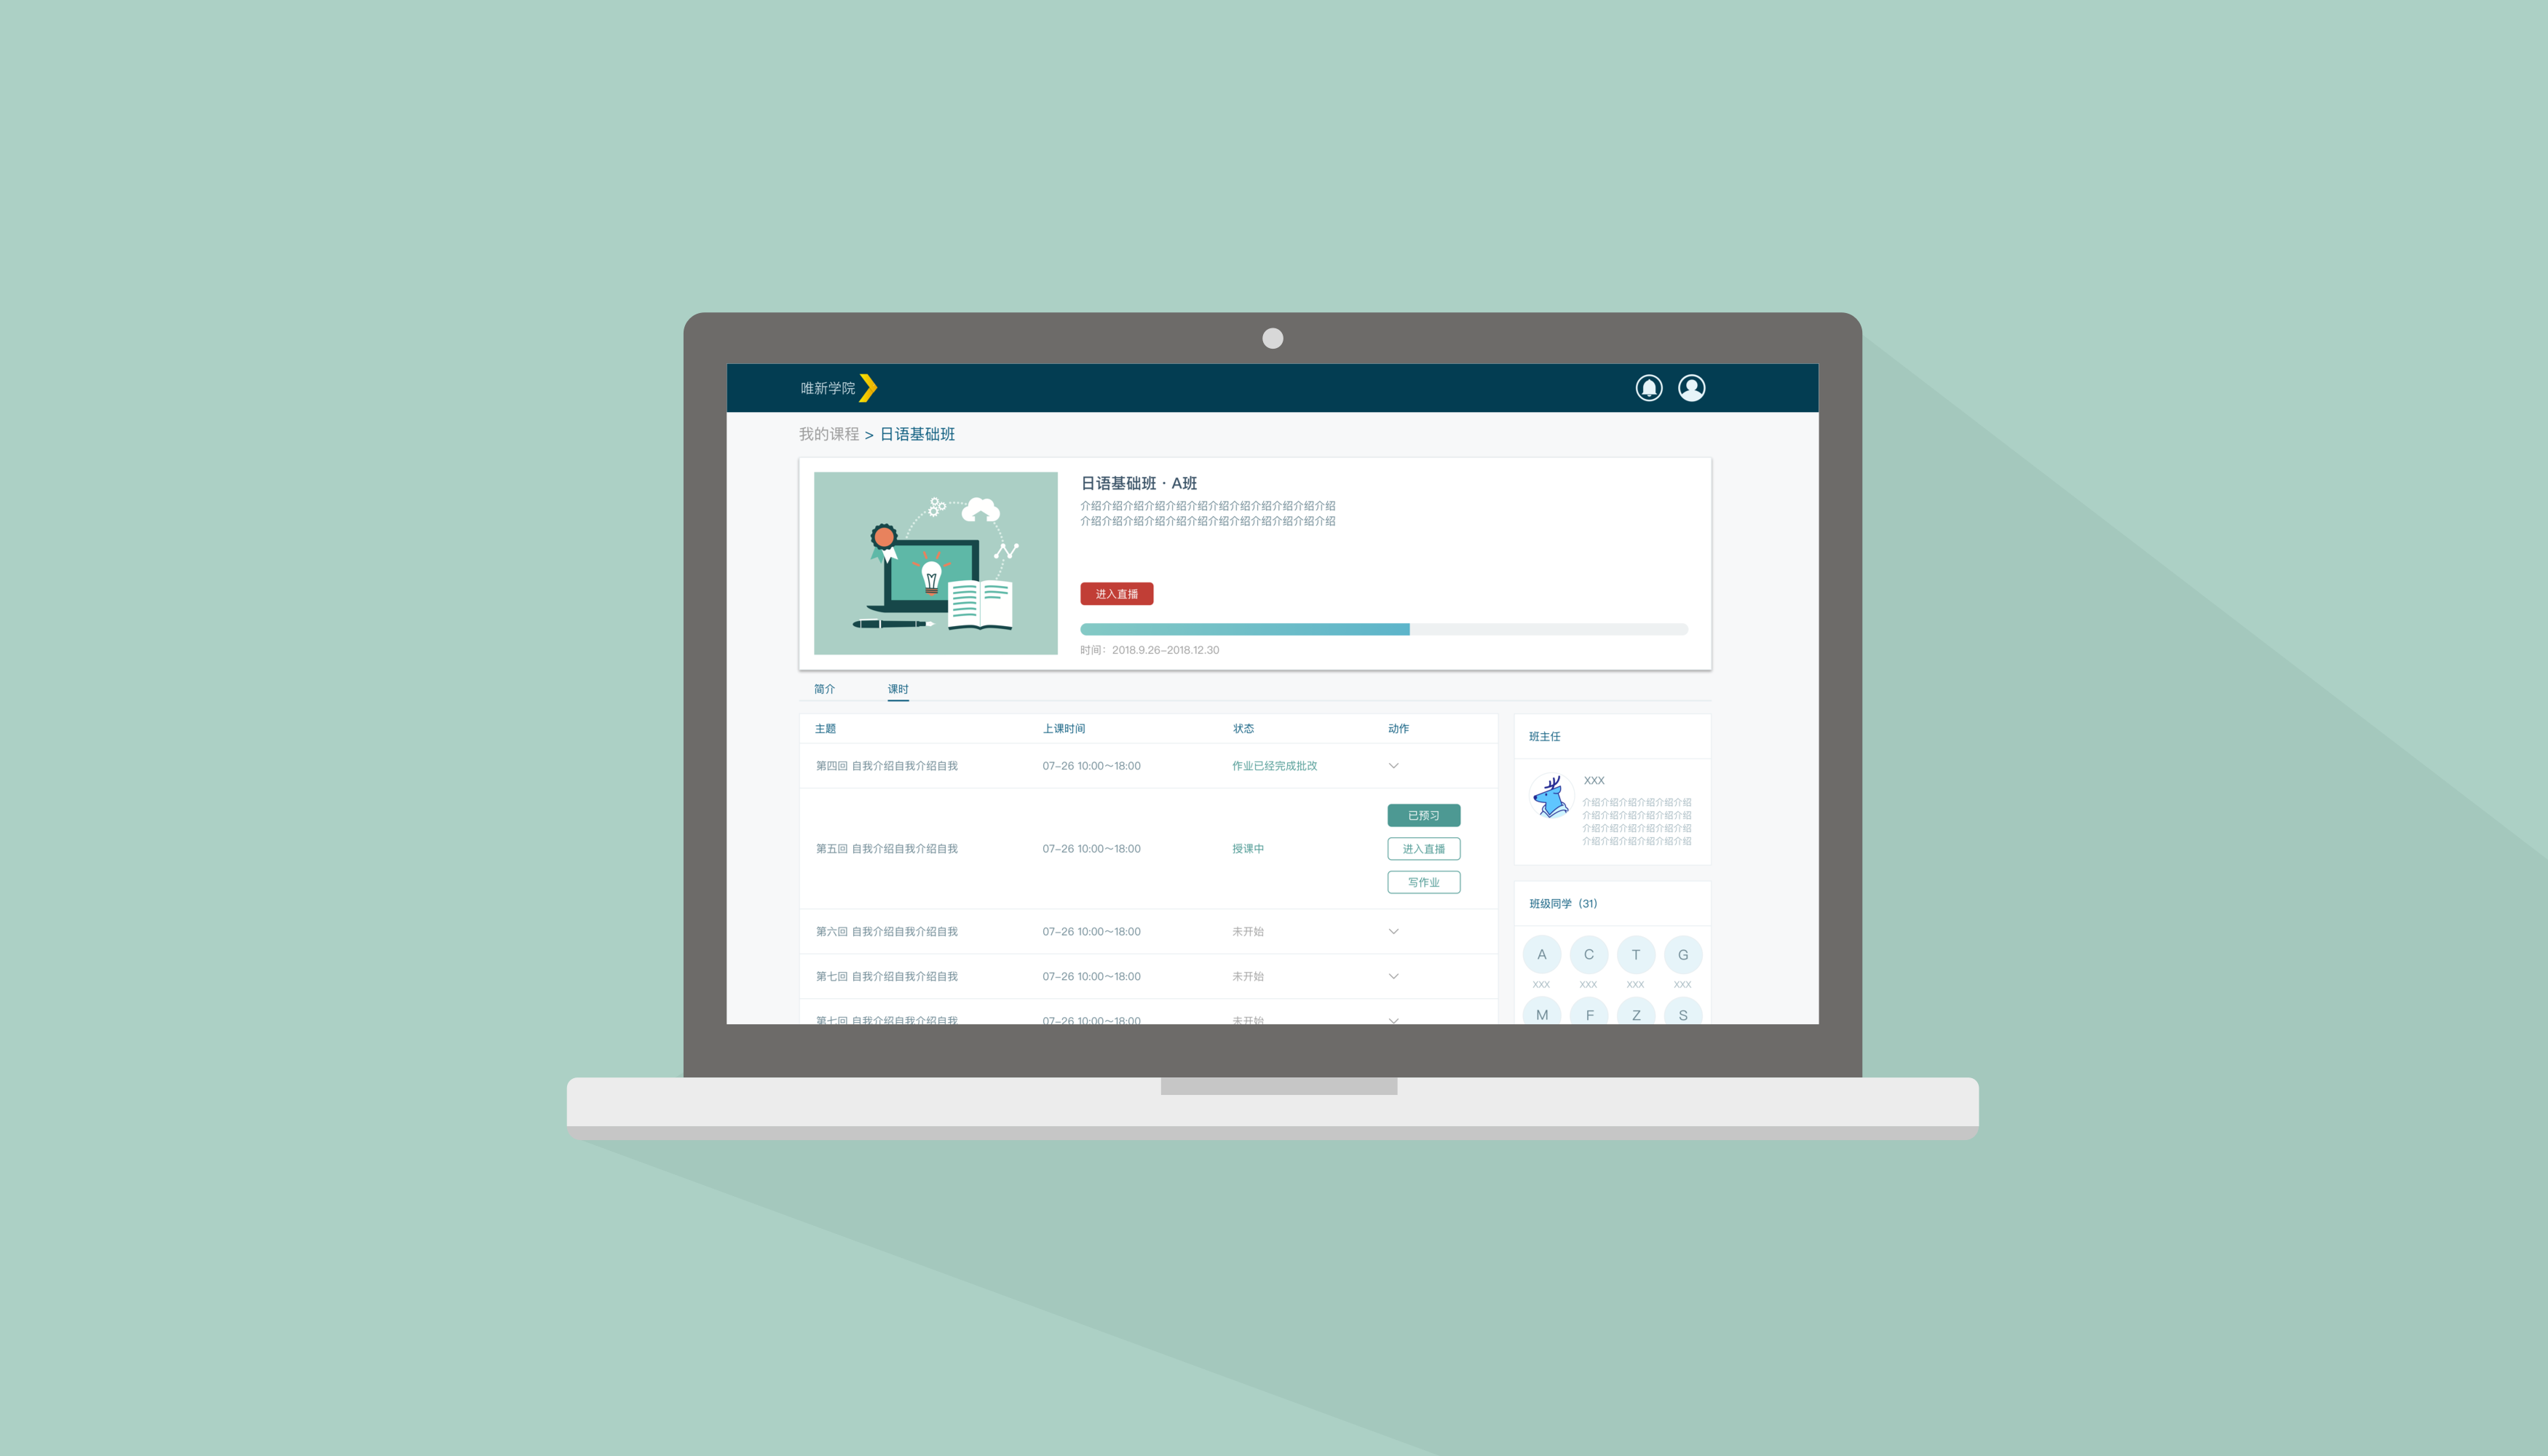 唯新学院
我的课程 > 日语基础班
日语基础班 · A班
介绍介绍介绍介绍介绍介绍介绍介绍介绍介绍介绍介绍
介绍介绍介绍介绍介绍介绍介绍介绍介绍介绍介绍介绍
进入直播
时间：2018.9.26-2018.12.30
简介 课时
主题 上课时间 状态 动作
第四回 自我介绍自我介绍自我 07-26 10:00～18:00 作业已经完成批改
已预习
第五回 自我介绍自我介绍自我 07-26 10:00～18:00 授课中 进入直播
写作业
第六回 自我介绍自我介绍自我 07-26 10:00～18:00 未开始
第七回 自我介绍自我介绍自我 07-26 10:00～18:00 未开始
第七回 自我介绍自我介绍自我 07-26 10:00～18:00 未开始
班主任
XXX
介绍介绍介绍介绍介绍介绍
介绍介绍介绍介绍介绍介绍
介绍介绍介绍介绍介绍介绍
介绍介绍介绍介绍介绍介绍
班级同学（31）
A C T G
XXX XXX XXX XXX
M F Z S